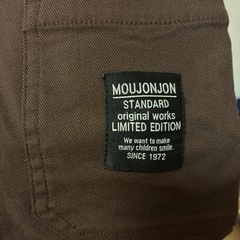 MOUJONJON
STANDARD
original works
LIMITED EDITION
We want to make
many children smile.
SINCE 1972